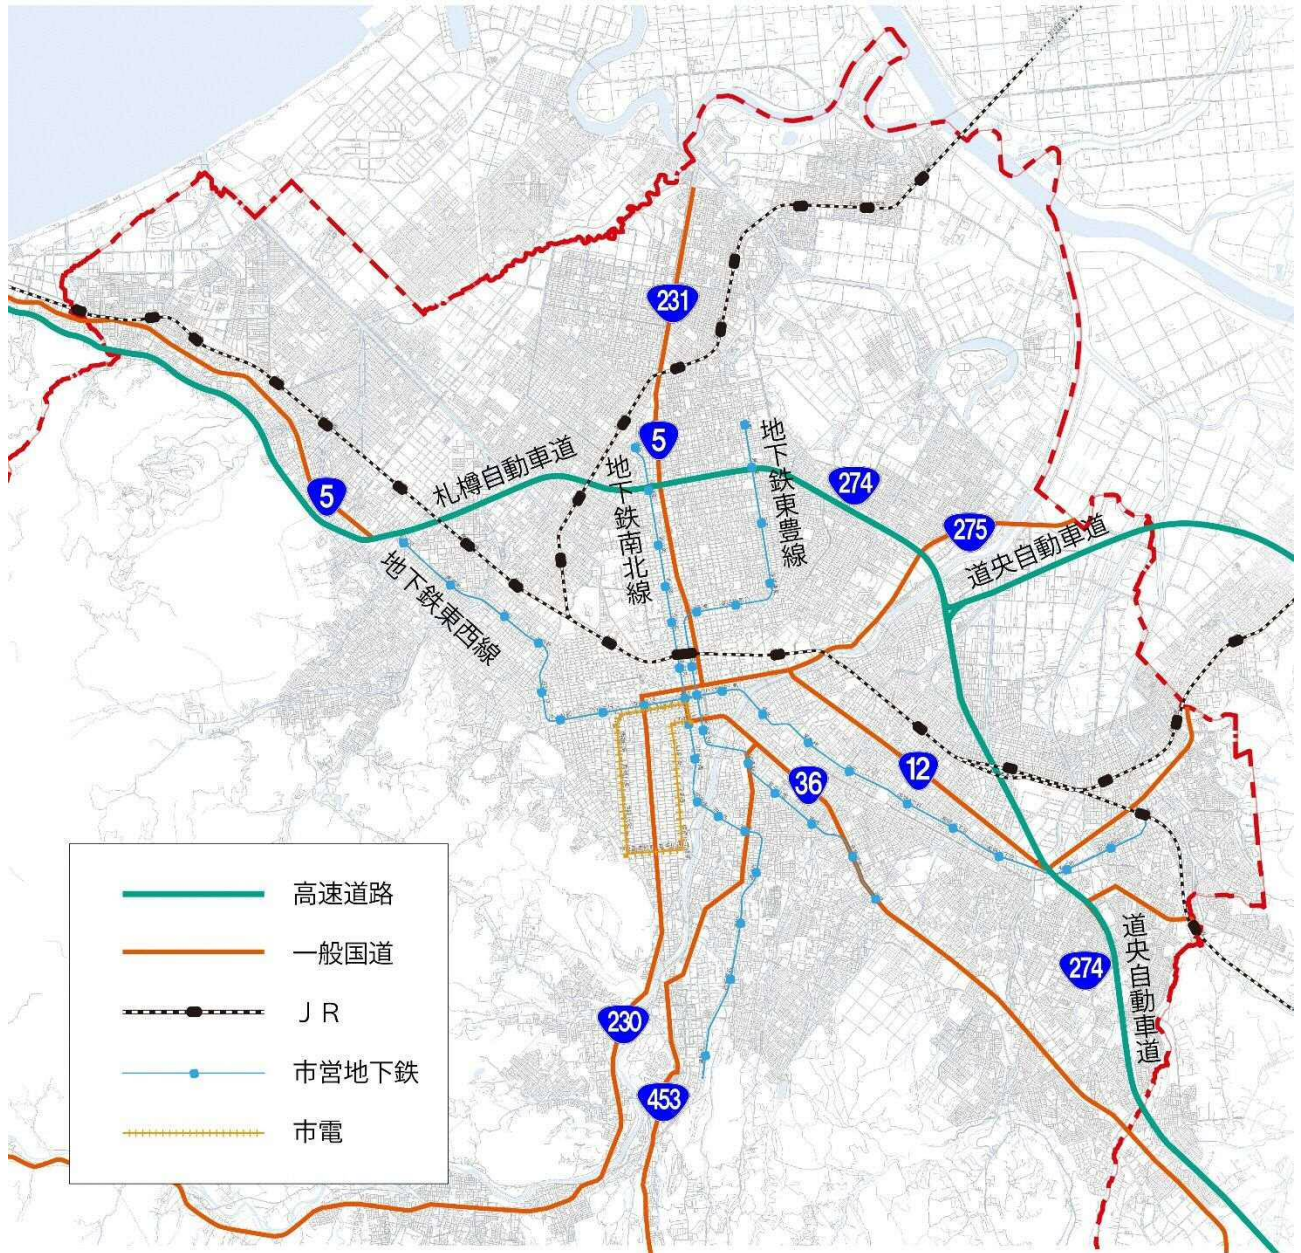 231
5
地下鉄東豊線
札樽自動車道
地下鉄南北線
274
5
275
道央自動車道
地下鉄東西線
12
36
高速道路
一般国道
ＪＲ
市営地下鉄
市電
道央自動車道
274
230
453